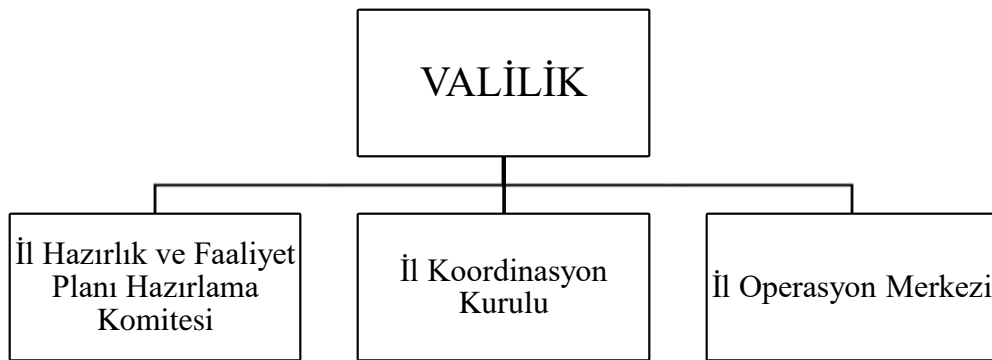 VALİLİK
İl Hazırlık ve Faaliyet
Planı Hazırlama
Komitesi
İl Koordinasyon
Kurulu
İl Operasyon Merkezi